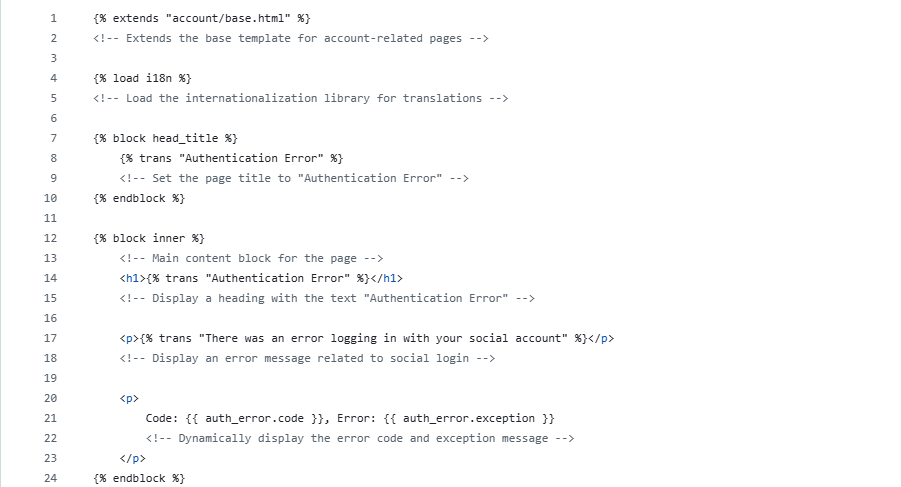 1 {% extends "account/base.html" %}
2 <!-- Extends the base template for account-related pages -->
3
4 {% load i18n %}
5 <!-- Load the internationalization library for translations -->
6
7 {% block head_title %}
8     {% trans "Authentication Error" %}
9     <!-- Set the page title to "Authentication Error" -->
10 {% endblock %}
11
12 {% block inner %}
13     <!-- Main content block for the page -->
14     <h1>{% trans "Authentication Error" %}</h1>
15     <!-- Display a heading with the text "Authentication Error" -->
16
17     <p>{% trans "There was an error logging in with your social account" %}</p>
18     <!-- Display an error message related to social login -->
19
20     <p>
21         Code: {{ auth_error.code }}, Error: {{ auth_error.exception }}
22         <!-- Dynamically display the error code and exception message -->
23     </p>
24 {% endblock %}